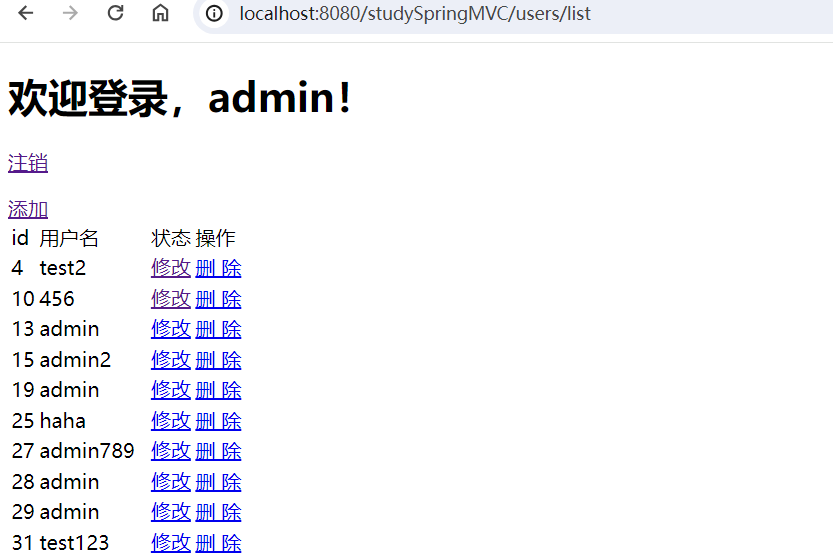 localhost:8080/studySpringMVC/users/list
欢迎登录，admin！
注销
添加
id 用户名 状态 操作
4 test2 修改 删 除
10 456 修改 删 除
13 admin 修改 删 除
15 admin2 修改 删 除
19 admin 修改 删 除
25 haha 修改 删 除
27 admin789 修改 删 除
28 admin 修改 删 除
29 admin 修改 删 除
31 test123 修改 删 除